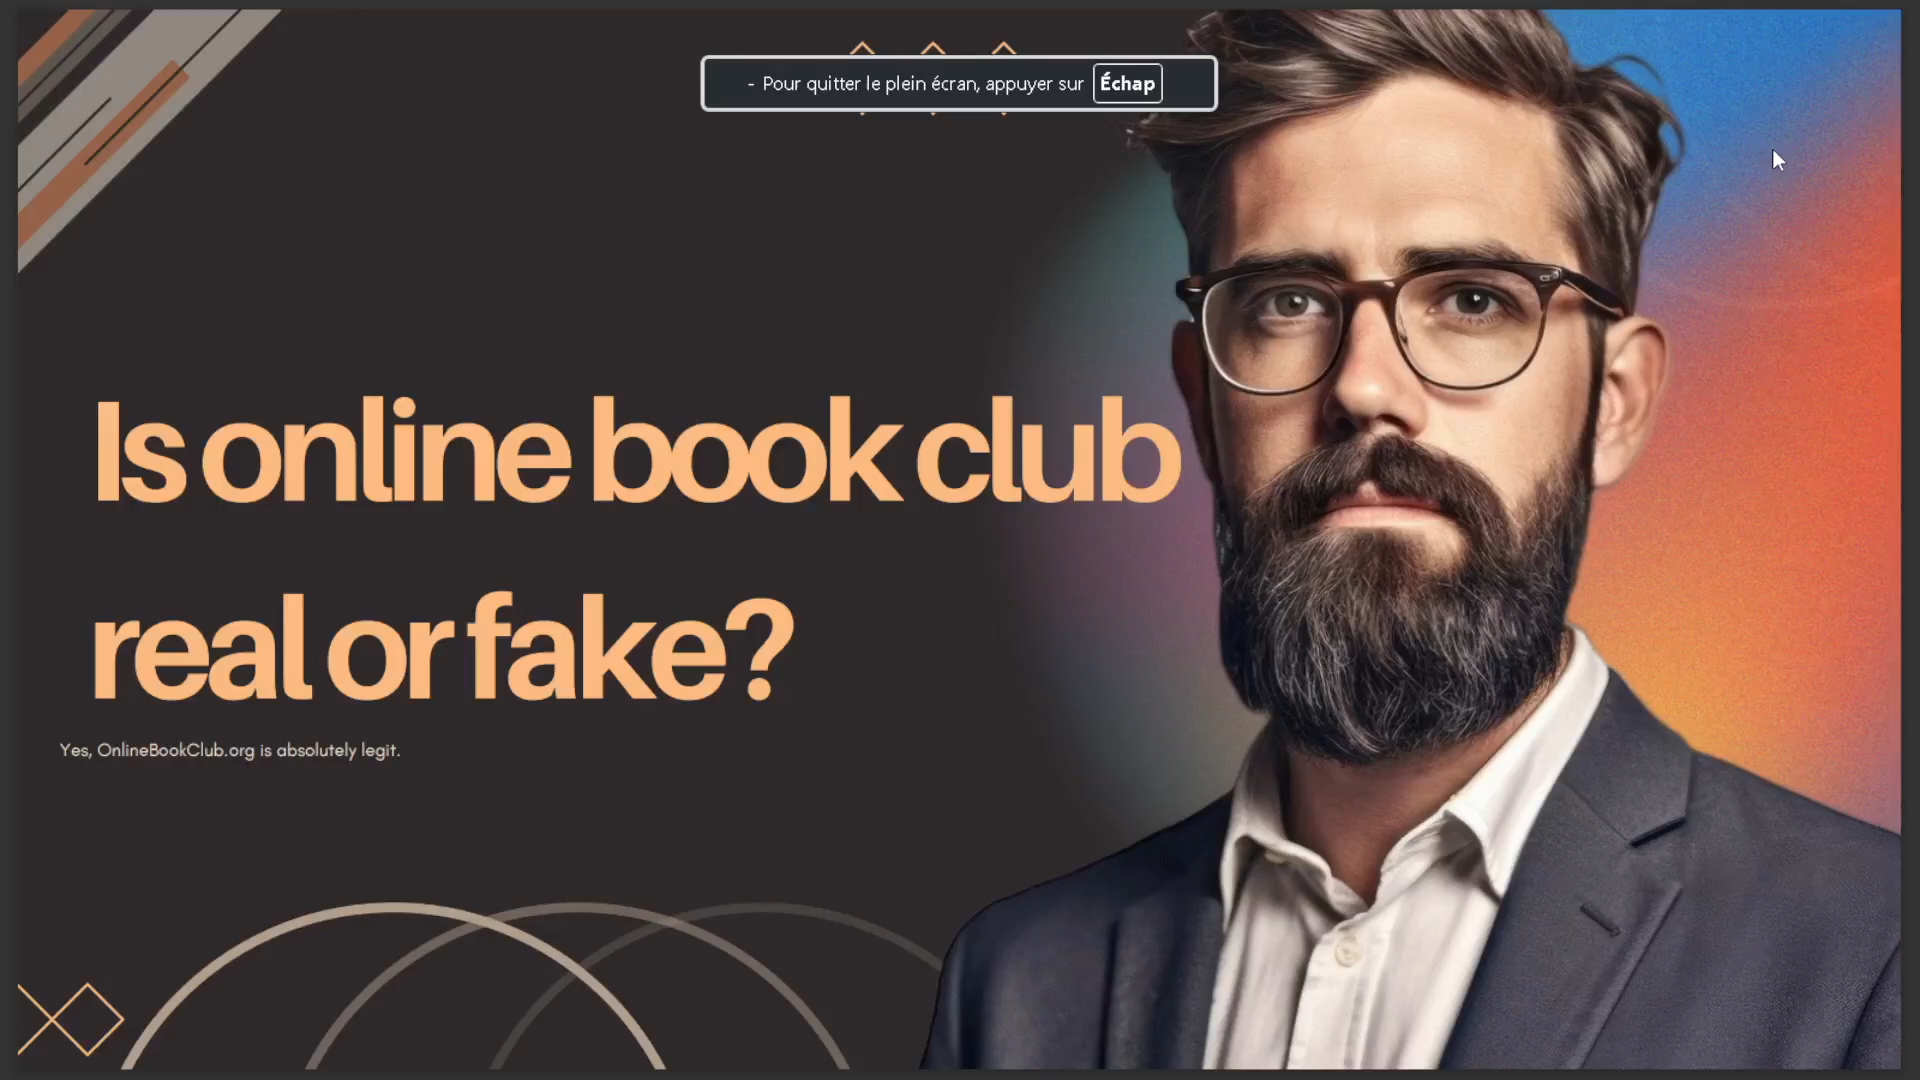 - Pour quitter le plein écran, appuyer sur Échap
Is online book club
real or fake?
Yes, OnlineBookClub.org is absolutely legit.